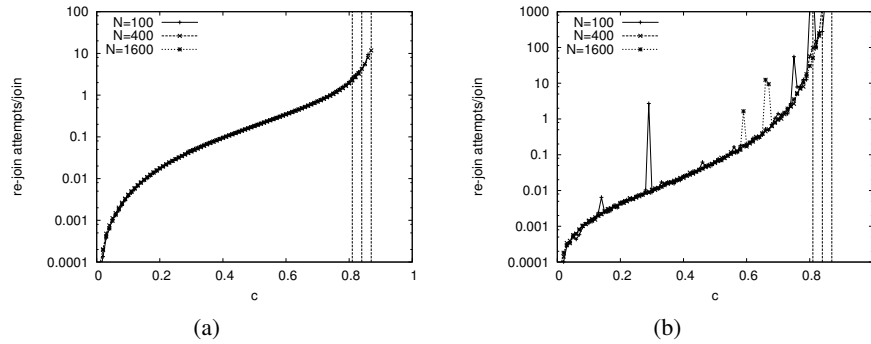 100
10
1
0.1
0.01
0.001
0.0001
re-join attempts/join
N=100
N=400
N=1600
0 0.2 0.4 0.6 0.8 1
c
(a)
1000
100
10
1
0.1
0.01
0.001
0.0001
re-join attempts/join
N=100
N=400
N=1600
0 0.2 0.4 0.6 0.8
c
(b)